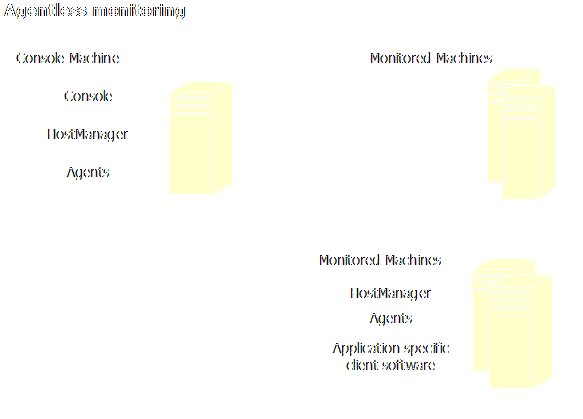 Agentless monitoring
Console Machine
Console
HostManager
Agents
Monitored Machines
Monitored Machines
HostManager
Agents
Application specific
client software